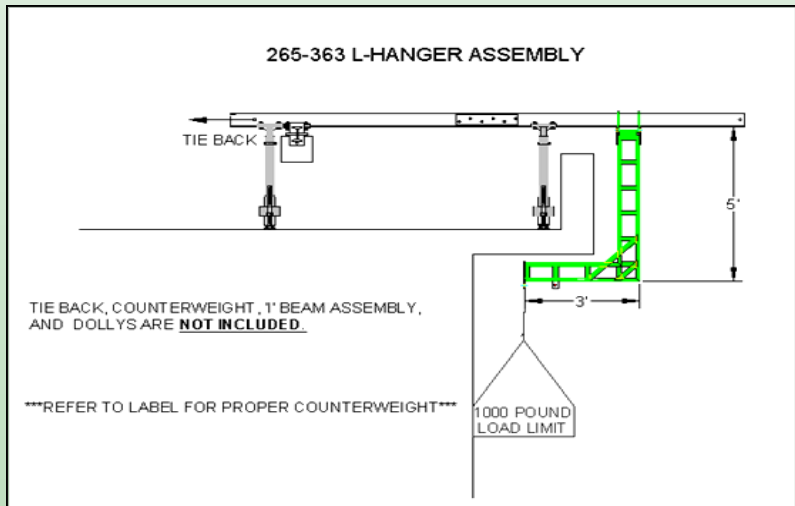 265-363 L-HANGER ASSEMBLY
TIE BACK
5'
3'
TIE BACK, COUNTERWEIGHT, 1' BEAM ASSEMBLY,
AND DOLLYS ARE NOT INCLUDED.
***REFER TO LABEL FOR PROPER COUNTERWEIGHT***
1000 POUND
LOAD LIMIT